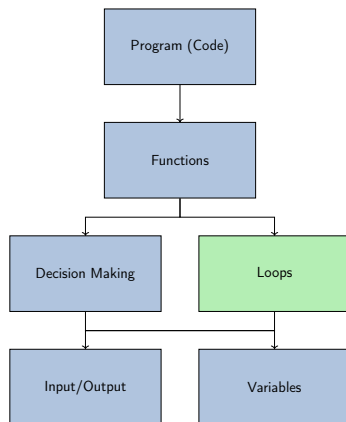 Program (Code)
Functions
Decision Making
Loops
Input/Output
Variables